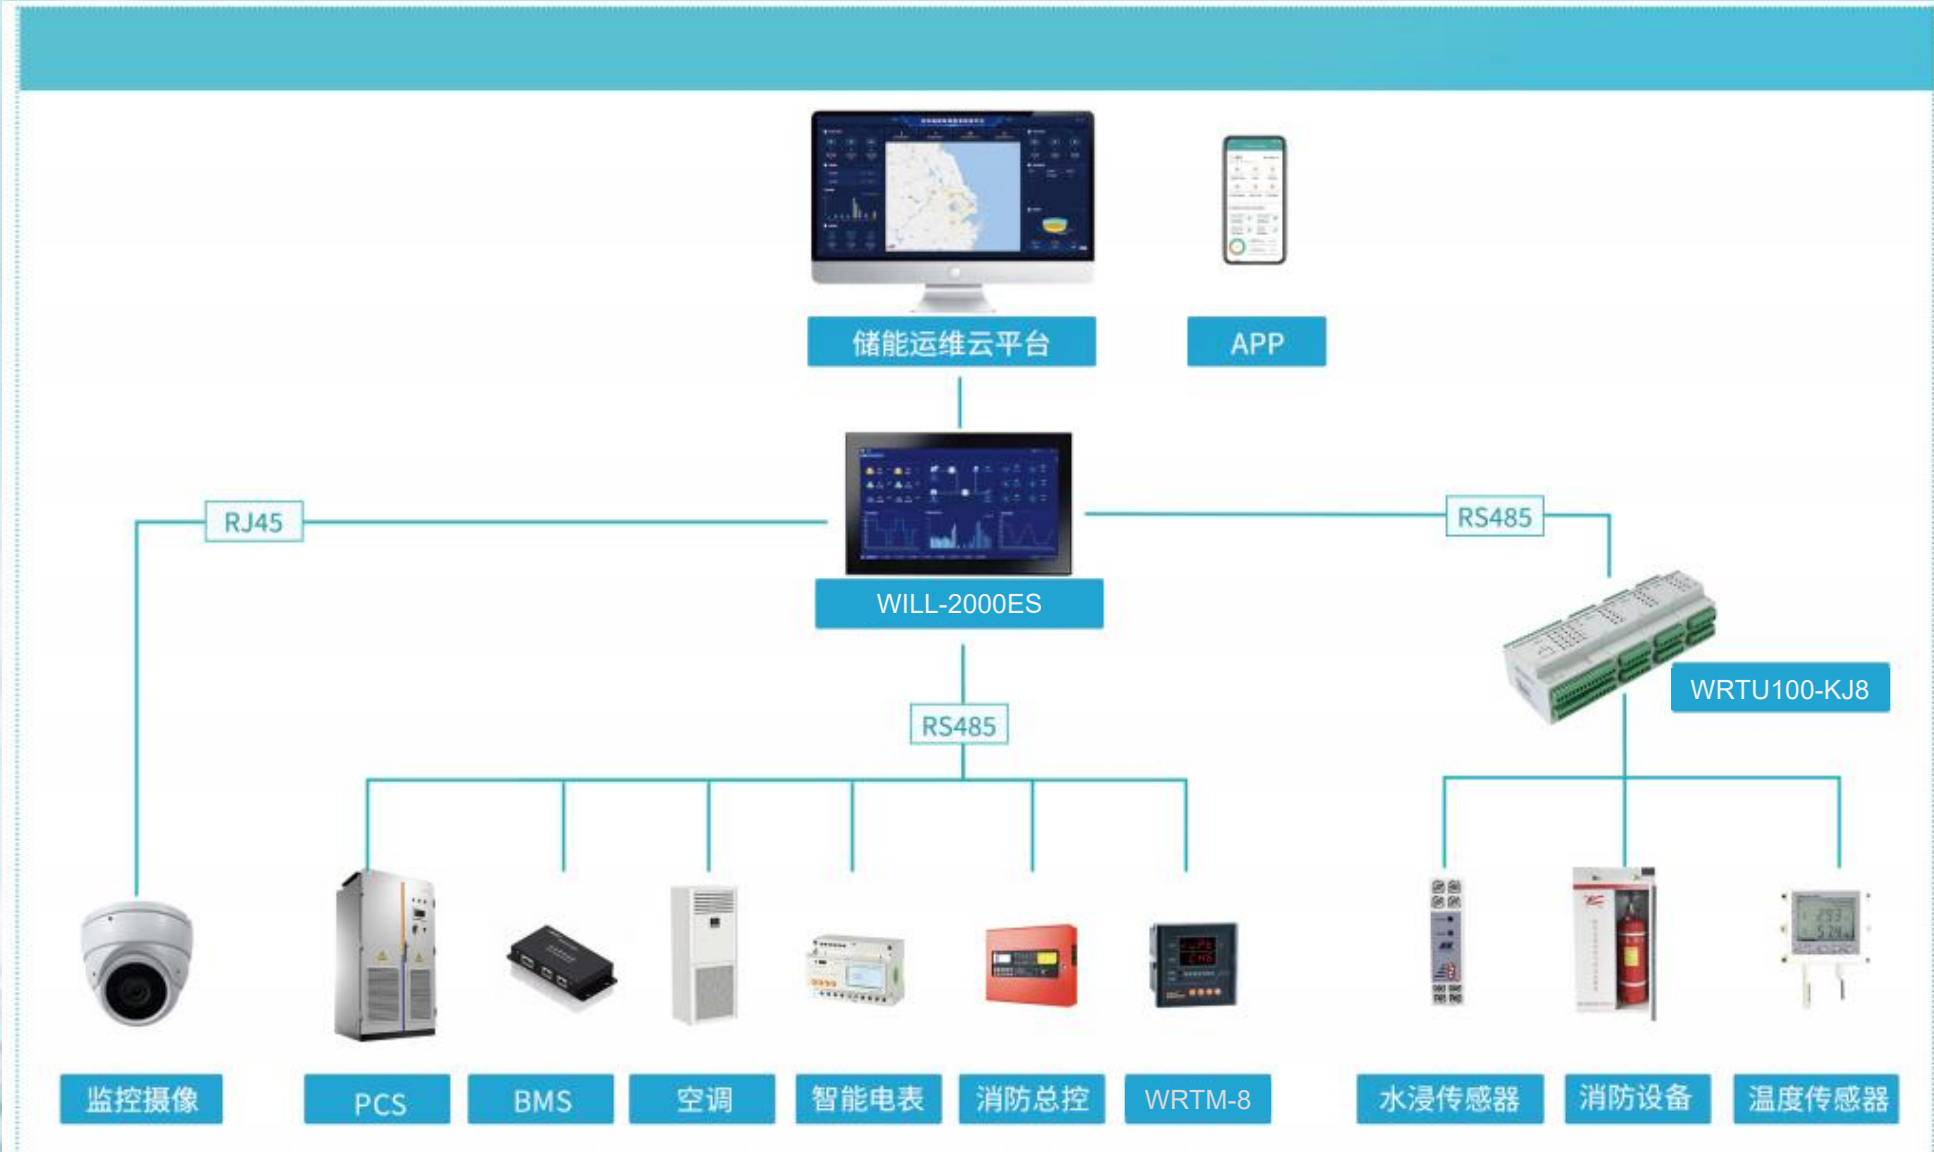 储能运维云平台
APP
RJ45
RS485
WILL-2000ES
WRTU100-KJ8
RS485
监控摄像
PCS
BMS
空调
智能电表
消防总控
WRTM-8
水浸传感器
消防设备
温度传感器